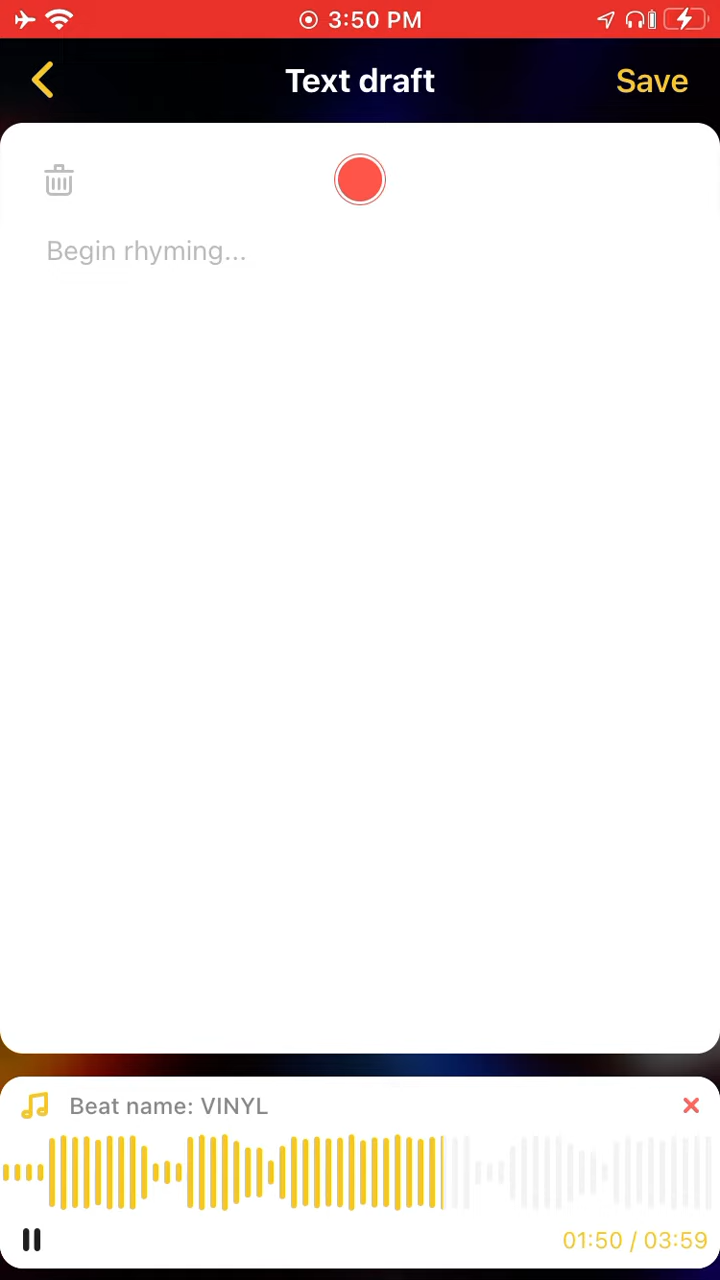 3:50 PM
Text draft
Save
Begin rhyming...
Beat name: VINYL
01:50 / 03:59